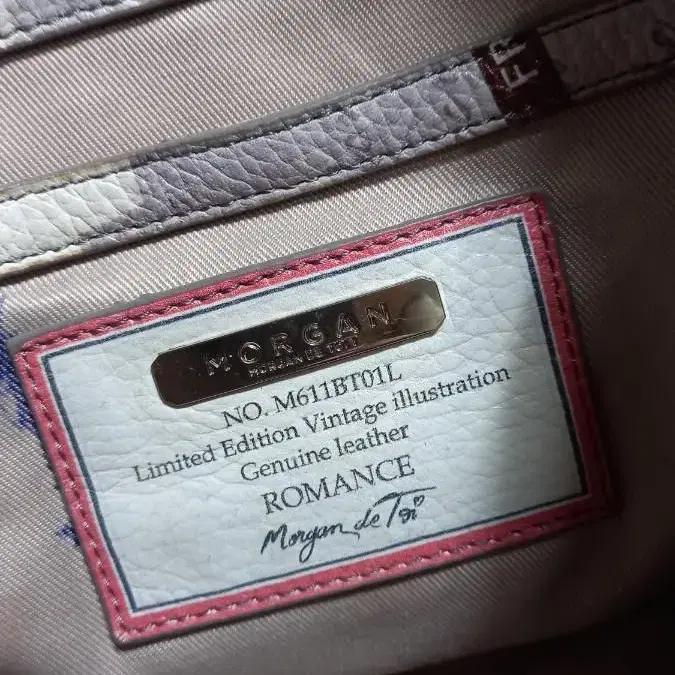 FR
MORGAN
MORGAN DE TOI
NO. M611BT01L
Limited Edition Vintage illustration
Genuine leather
ROMANCE
Morgan de Toi